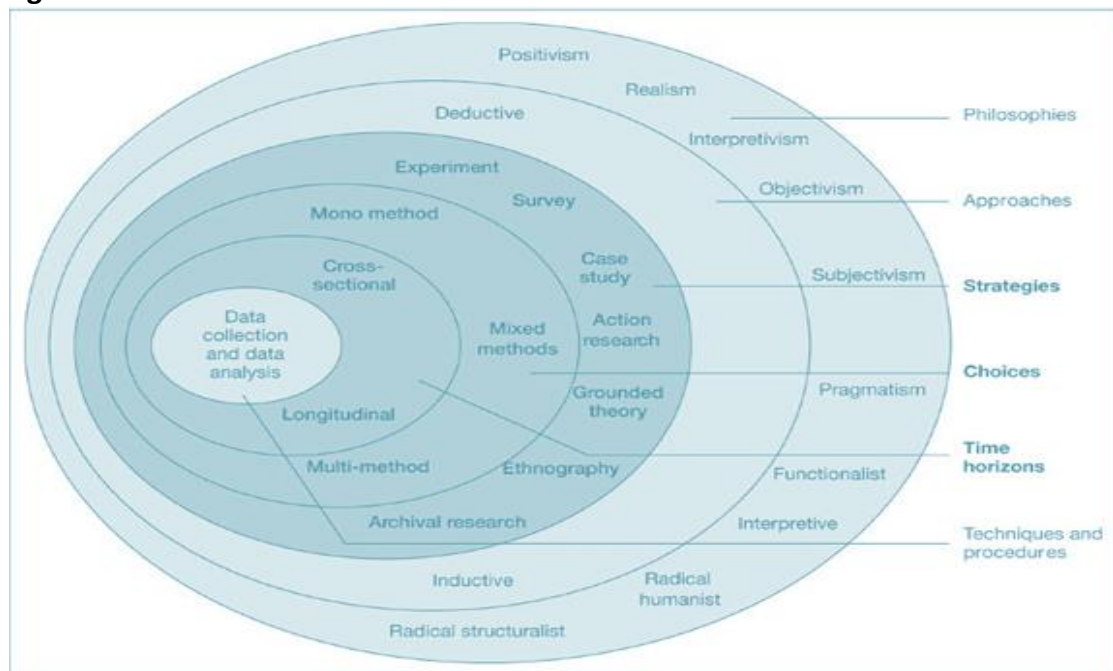 Positivism
Realism
Philosophies
Deductive
Interpretivism
Experiment
Objectivism
Survey
Approaches
Mono method
Case
study
Cross-
sectional
Subjectivism
Strategies
Data
collection
and data
analysis
Mixed
methods
Action
research
Choices
Pragmatism
Grounded
theory
Longitudinal
Time
horizons
Multi-method
Ethnography
Functionalist
Archival research
Interpretive
Techniques and
procedures
Inductive
Radical
humanist
Radical structuralist